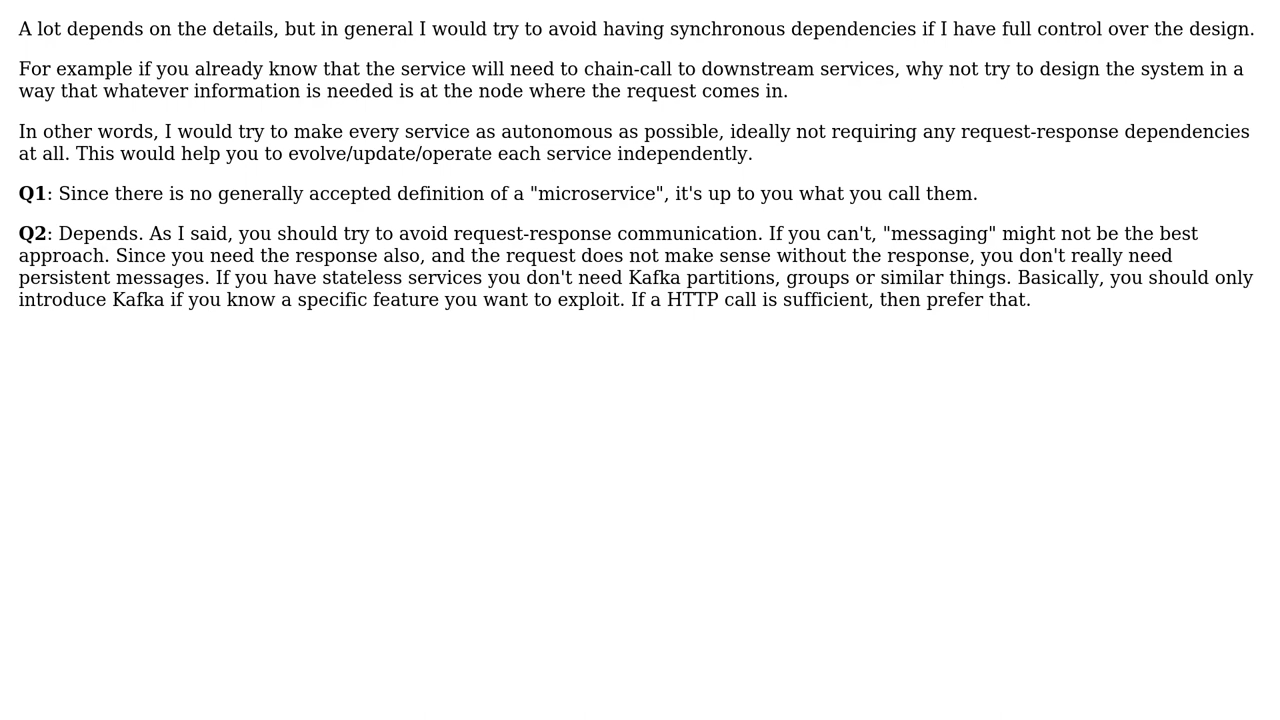 A lot depends on the details, but in general I would try to avoid having synchronous dependencies if I have full control over the design.
For example if you already know that the service will need to chain-call to downstream services, why not try to design the system in a
way that whatever information is needed is at the node where the request comes in.
In other words, I would try to make every service as autonomous as possible, ideally not requiring any request-response dependencies
at all. This would help you to evolve/update/operate each service independently.
Q1: Since there is no generally accepted definition of a "microservice", it's up to you what you call them.
Q2: Depends. As I said, you should try to avoid request-response communication. If you can't, "messaging" might not be the best
approach. Since you need the response also, and the request does not make sense without the response, you don't really need
persistent messages. If you have stateless services you don't need Kafka partitions, groups or similar things. Basically, you should only
introduce Kafka if you know a specific feature you want to exploit. If a HTTP call is sufficient, then prefer that.